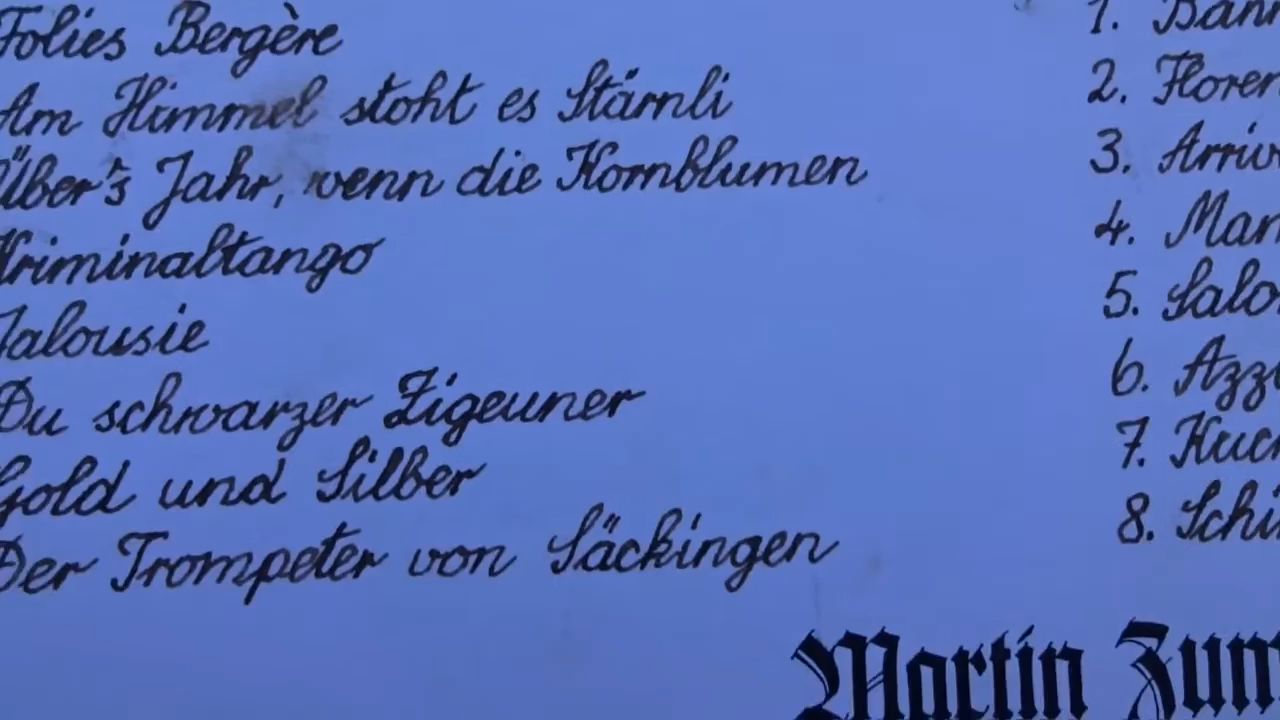 Folies Bergère
Am Himmel stoht es Stärnli
Über's Jahr, wenn die Kornblumen
Kriminaltango
Jalousie
Du schwarzer Zigeuner
Gold und Silber
Der Trompeter von Säckingen
1.
2.
3.
4.
5.
6.
7.
8.
Martin